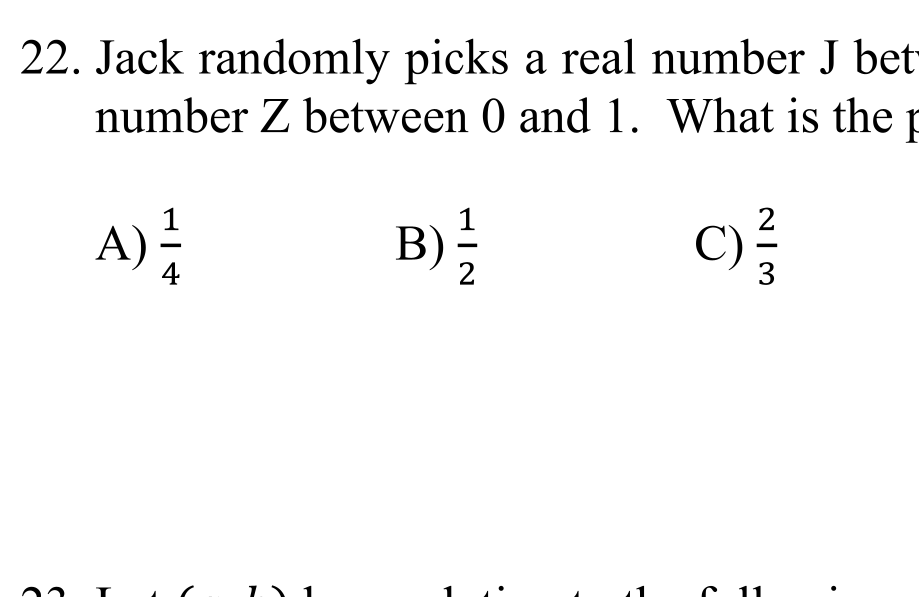 22. Jack randomly picks a real number J
number Z between 0 and 1. What is the
A) 1/4 B) 1/2 C) 2/3